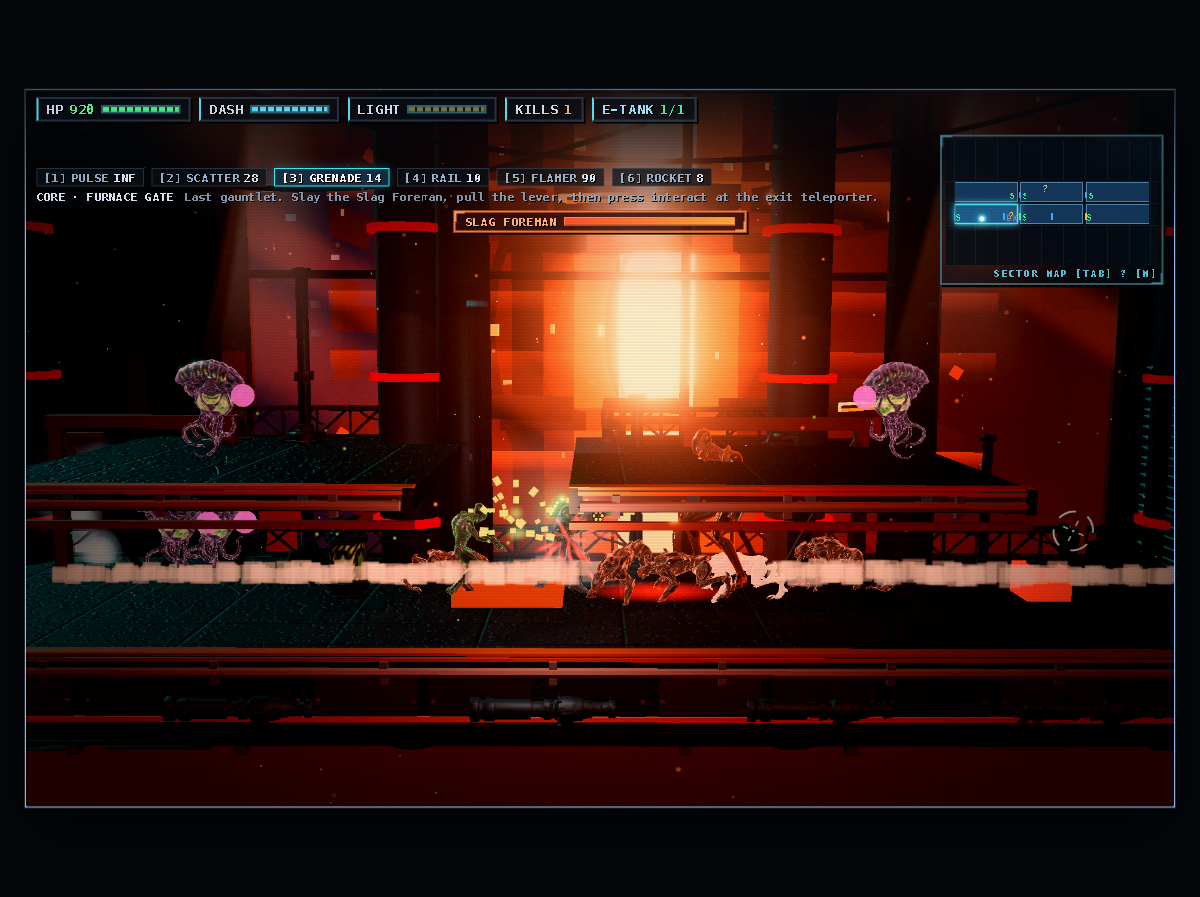 HP 920 DASH LIGHT KILLS 1 E-TANK 1/1
[1] PULSE INF [2] SCATTER 28 [3] GRENADE 14 [4] RAIL 10 [5] FLAMER 90 [6] ROCKET 8
CORE · FURNACE GATE Last gauntlet. Slay the Slag Foreman, pull the lever, then press interact at the exit teleporter.
SLAG FOREMAN
?
S S S
S ? S S
SECTOR MAP [TAB] ? [M]